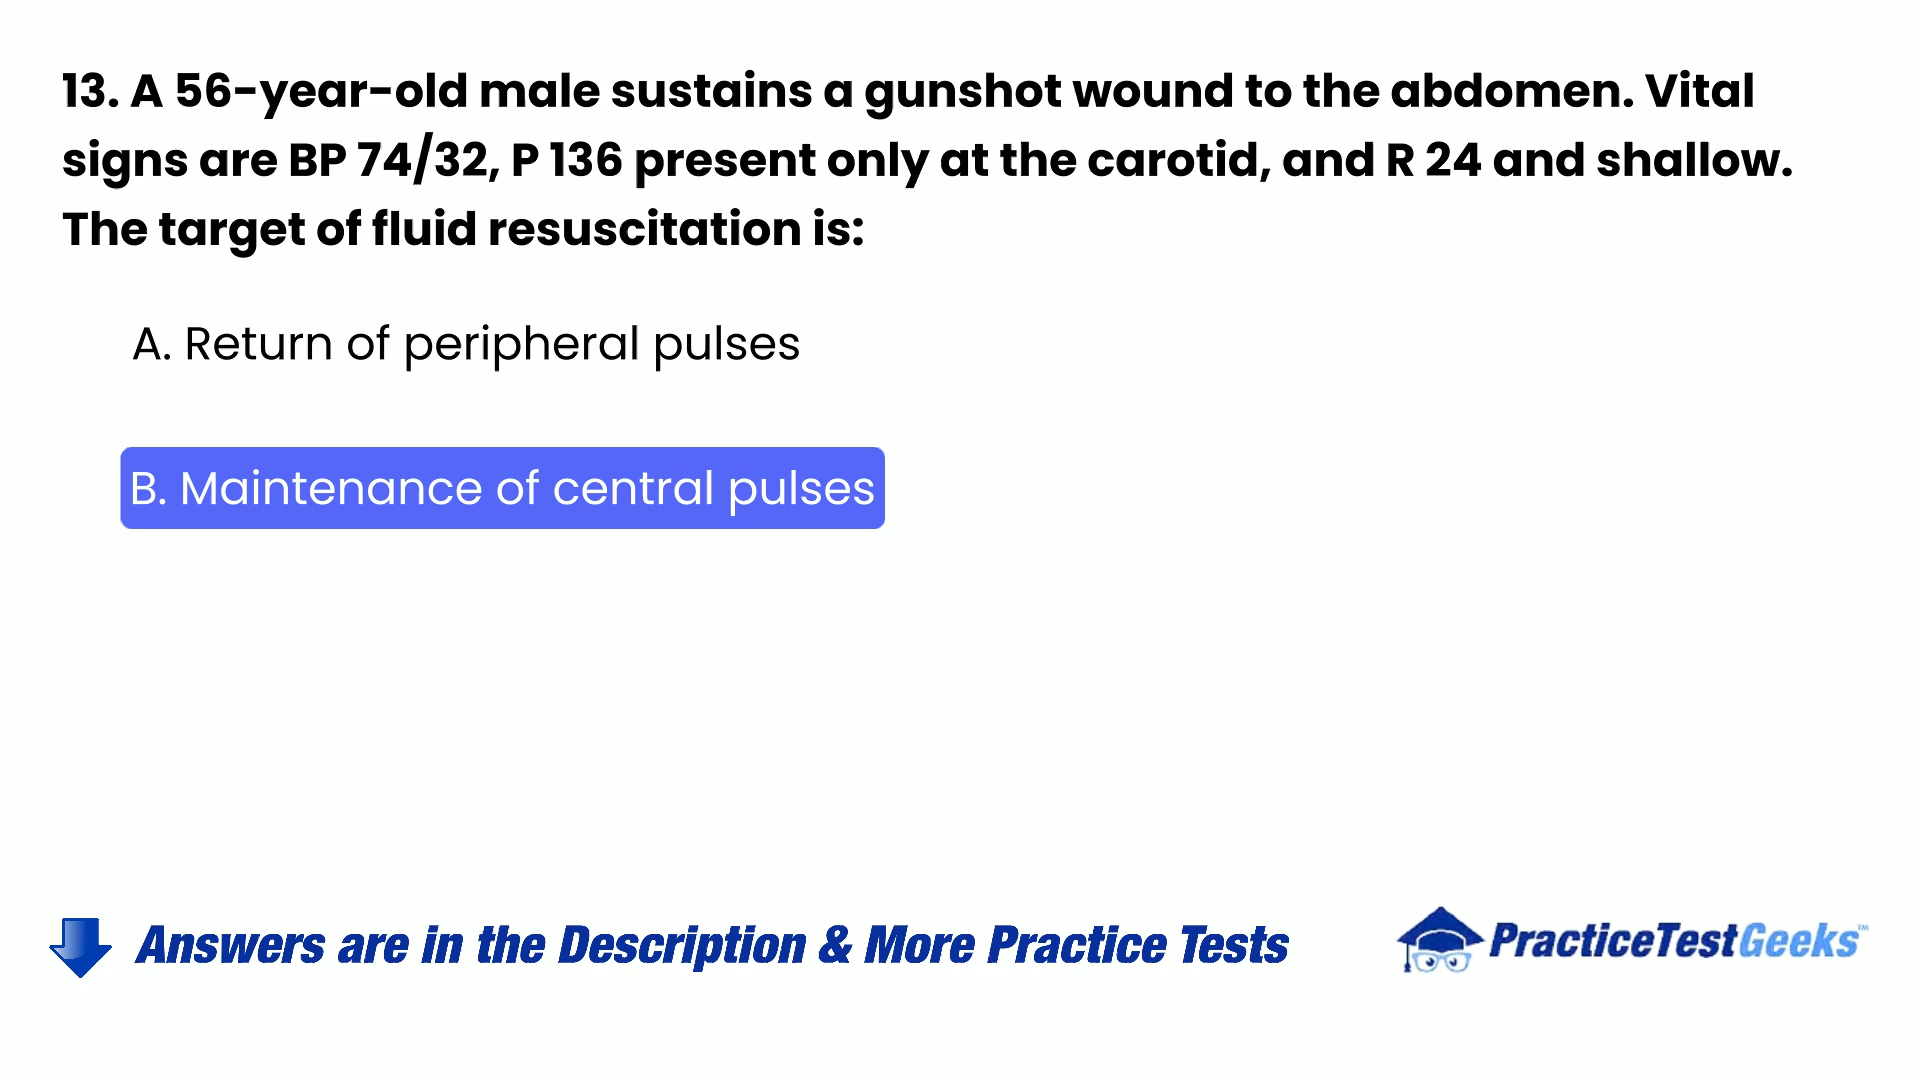 13. A 56-year-old male sustains a gunshot wound to the abdomen. Vital
signs are BP 74/32, P 136 present only at the carotid, and R 24 and shallow.
The target of fluid resuscitation is:
A. Return of peripheral pulses
B. Maintenance of central pulses
Answers are in the Description & More Practice Tests
PracticeTestGeeks™